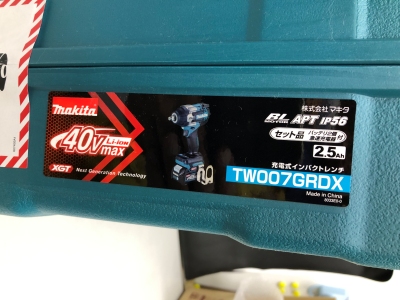 makita
40Vmax
Li-ion
XGT Next Generation Technology
株式会社マキタ
BL MOTOR APT IP56
セット品 バッテリ2個 急速充電器 付
2.5Ah
充電式インパクトレンチ
TW007GRDX
Made in China